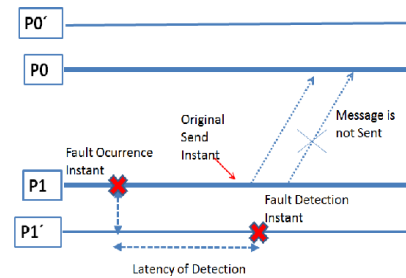 P0´
P0
Original
Send
Instant
Message is
not Sent
Fault Ocurrence
Instant
P1
Fault Detection
Instant
P1´
Latency of Detection